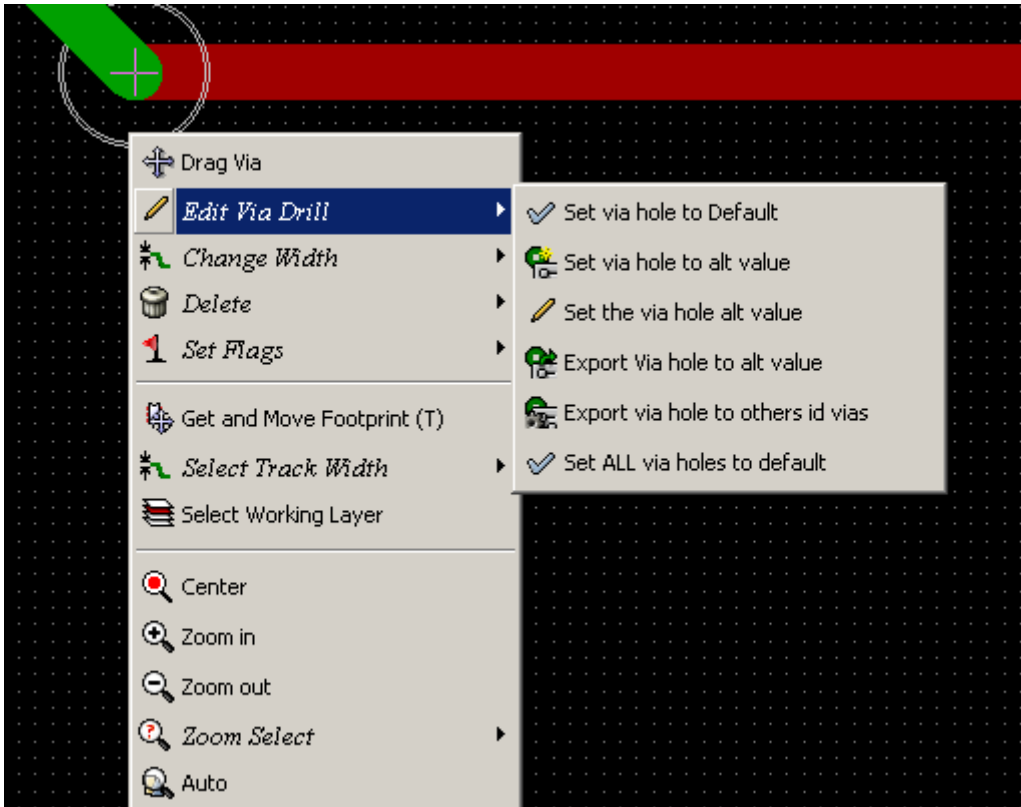 Drag Via
Edit Via Drill
Change Width
Delete
Set Flags
Get and Move Footprint (T)
Select Track Width
Select Working Layer
Center
Zoom in
Zoom out
Zoom Select
Auto
Set via hole to Default
Set via hole to alt value
Set the via hole alt value
Export Via hole to alt value
Export via hole to others id vias
Set ALL via holes to default